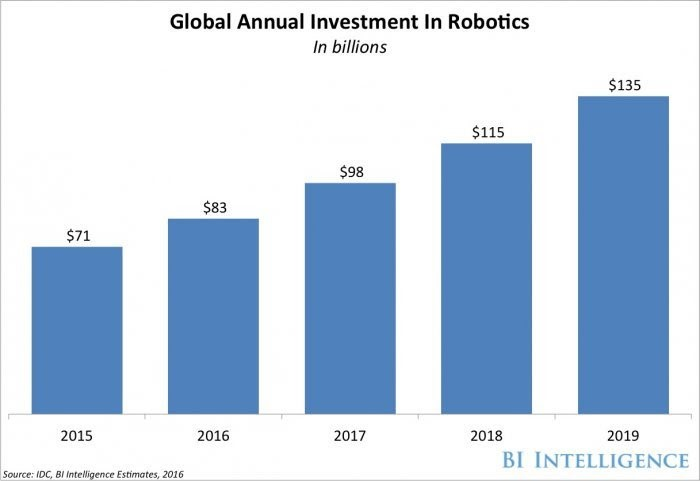 Global Annual Investment In Robotics
In billions
$71
$83
$98
$115
$135
2015
2016
2017
2018
2019
BI INTELLIGENCE
Source: IDC, BI Intelligence Estimates, 2016